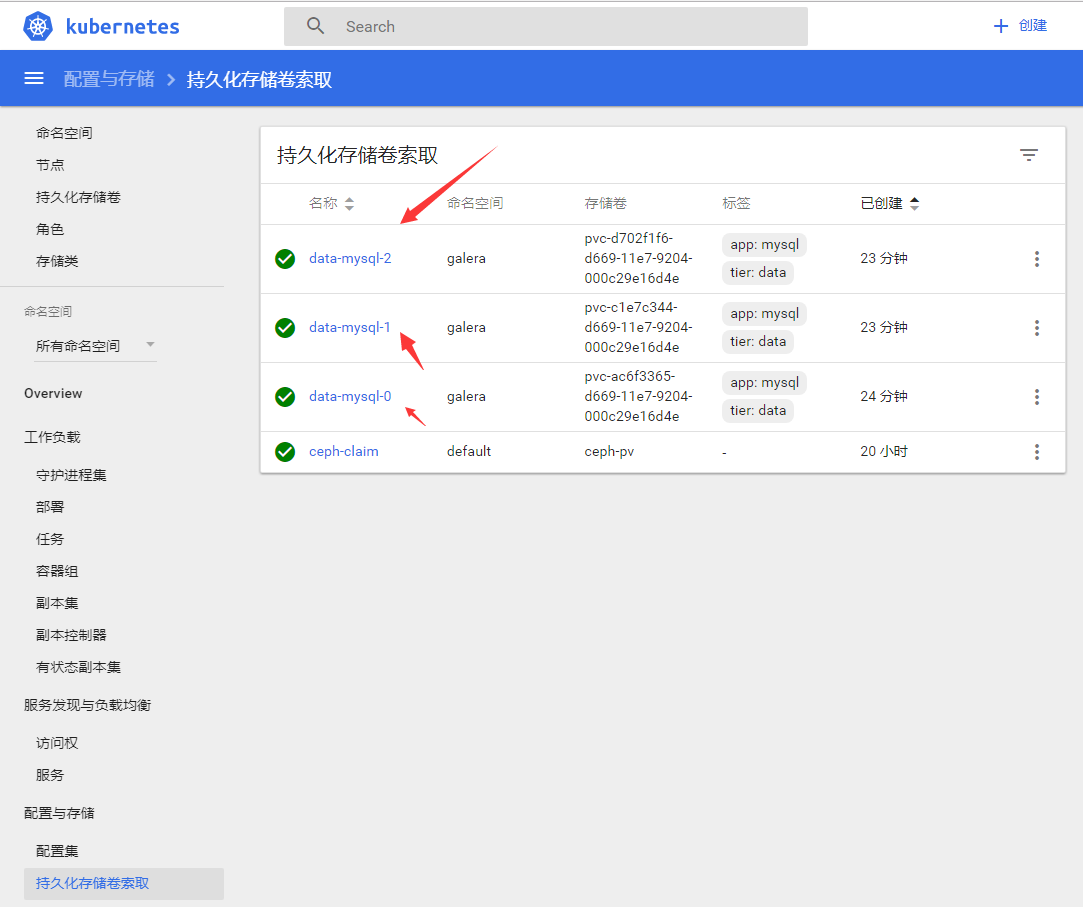 kubernetes
Search
创建
配置与存储
持久化存储卷索取
命名空间
节点
持久化存储卷
角色
存储类
命名空间
所有命名空间
Overview
工作负载
守护进程集
部署
任务
容器组
副本集
副本控制器
有状态副本集
服务发现与负载均衡
访问权
服务
配置与存储
配置集
持久化存储卷索取
持久化存储卷索取
名称 命名空间 存储卷 标签 已创建
data-mysql-2 galera pvc-d702f1f6-
d669-11e7-9204-
000c29e16d4e
app: mysql
tier: data
23 分钟
data-mysql-1 galera pvc-c1e7c344-
d669-11e7-9204-
000c29e16d4e
app: mysql
tier: data
23 分钟
data-mysql-0 galera pvc-ac6f3365-
d669-11e7-9204-
000c29e16d4e
app: mysql
tier: data
24 分钟
ceph-claim default ceph-pv - 20 小时